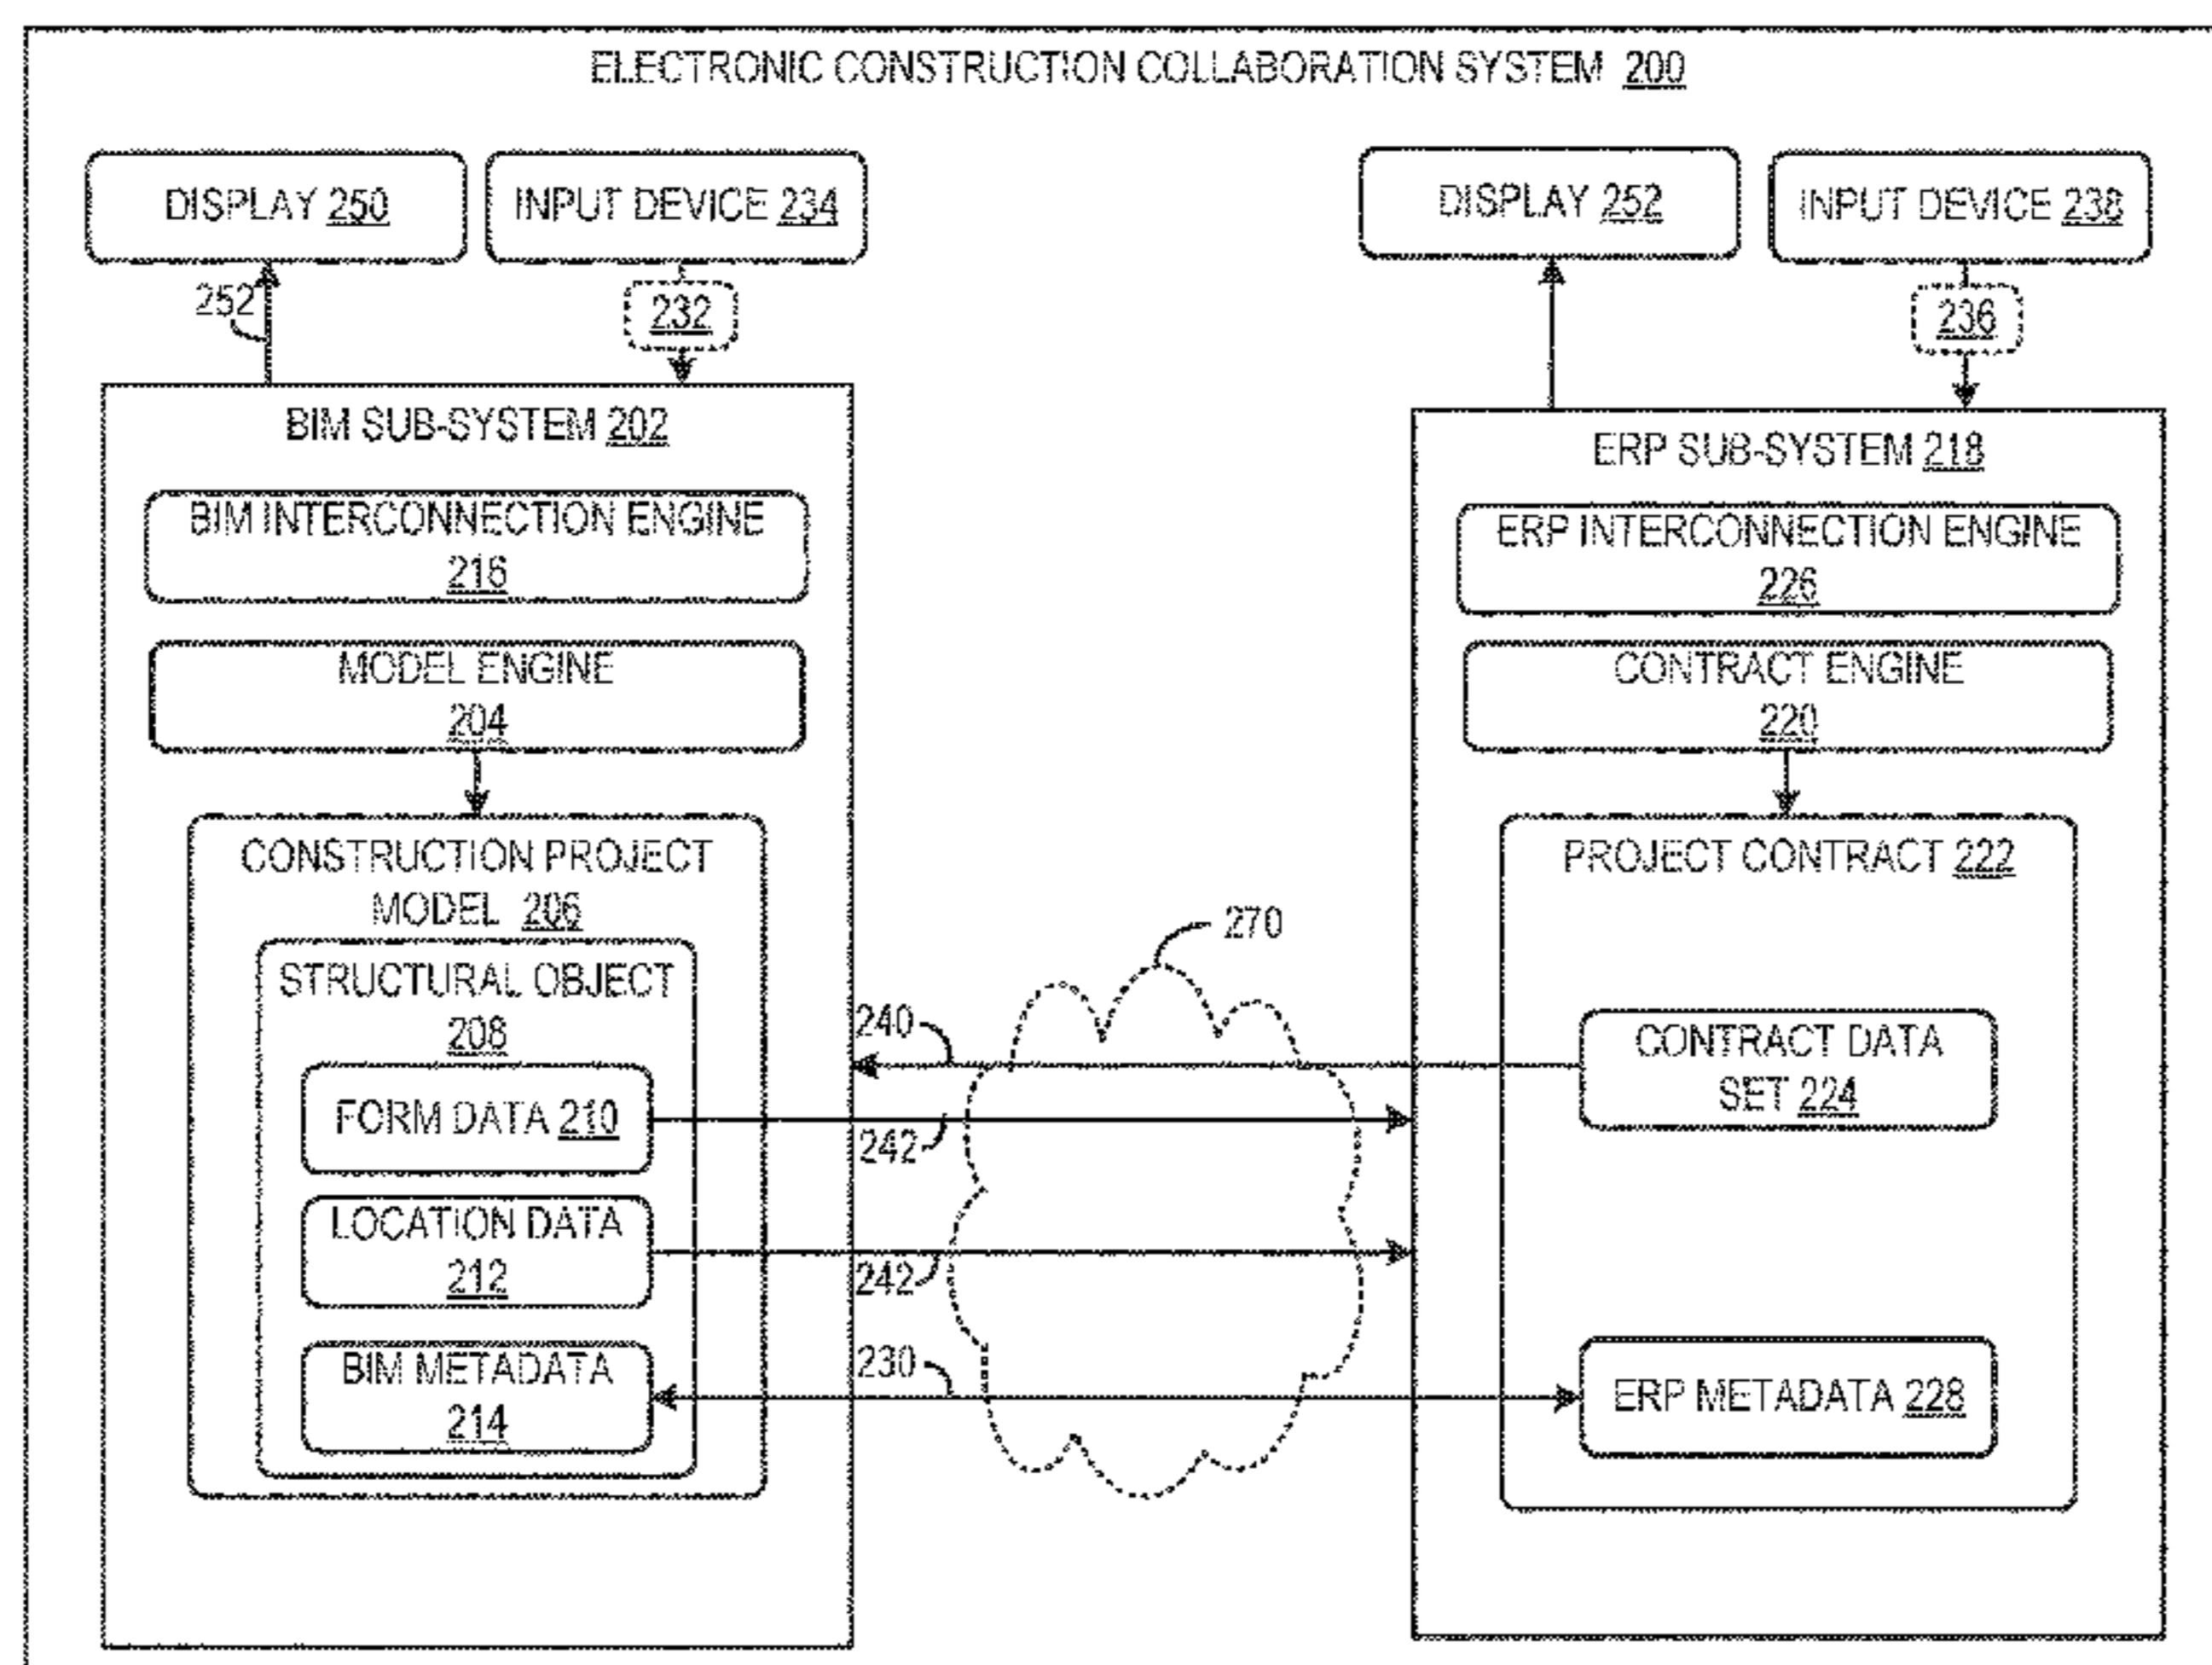 ELECTRONIC CONSTRUCTION COLLABORATION SYSTEM 200
DISPLAY 250
INPUT DEVICE 234
DISPLAY 252
INPUT DEVICE 238
252
232
236
BIM SUB-SYSTEM 202
BIM INTERCONNECTION ENGINE
216
MODEL ENGINE
204
CONSTRUCTION PROJECT
MODEL 206
STRUCTURAL OBJECT
208
FORM DATA 210
LOCATION DATA
212
BIM METADATA
214
240
242
242
230
270
ERP SUB-SYSTEM 218
ERP INTERCONNECTION ENGINE
226
CONTRACT ENGINE
220
PROJECT CONTRACT 222
CONTRACT DATA
SET 224
ERP METADATA 228